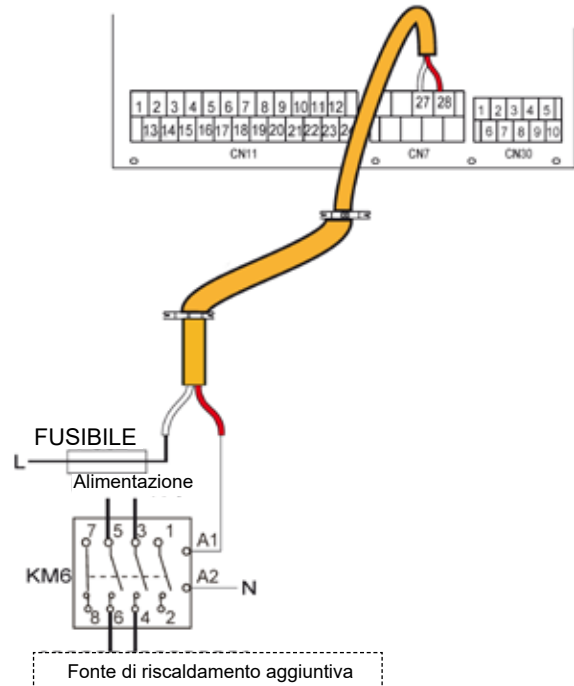 27 28
1 2 3 4 5 6 7 8 9 10 11 12
13 14 15 16 17 18 19 20 21 22 23 24
1 2 3 4 5
6 7 8 9 10
CN11 CN7 CN30
FUSIBILE
L
Alimentazione
7 5 3 1
A1
KM6
A2
N
8 6 4 2
Fonte di riscaldamento aggiuntiva